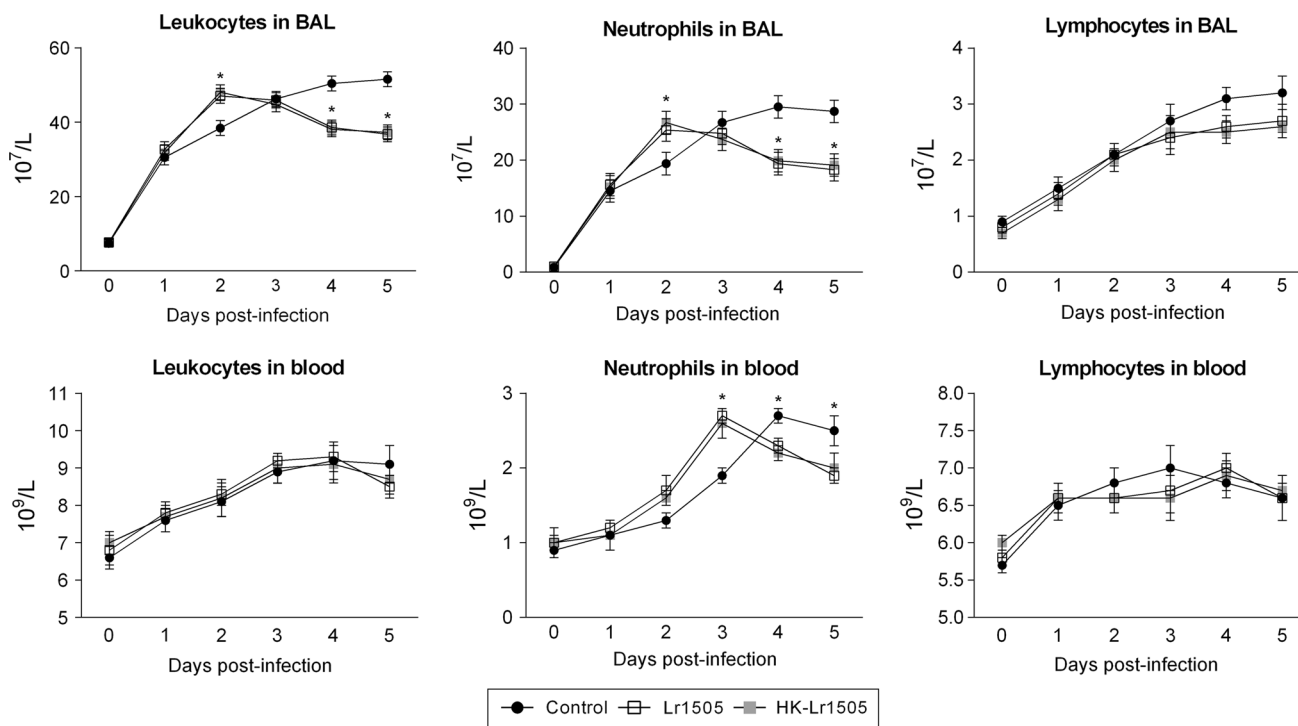 Leukocytes in BAL
60
40
20
0
10⁷/L
*
*
*
0 1 2 3 4 5
Days post-infection
Neutrophils in BAL
40
30
20
10
0
10⁷/L
*
*
*
0 1 2 3 4 5
Days post-infection
Lymphocytes in BAL
4
3
2
1
0
10⁷/L
0 1 2 3 4 5
Days post-infection
Leukocytes in blood
11
10
9
8
7
6
5
10⁹/L
0 1 2 3 4 5
Days post-infection
Neutrophils in blood
3
2
1
0
10⁹/L
* * *
0 1 2 3 4 5
Days post-infection
Lymphocytes in blood
8.0
7.5
7.0
6.5
6.0
5.5
5.0
10⁹/L
0 1 2 3 4 5
Days post-infection
Control Lr1505 HK-Lr1505